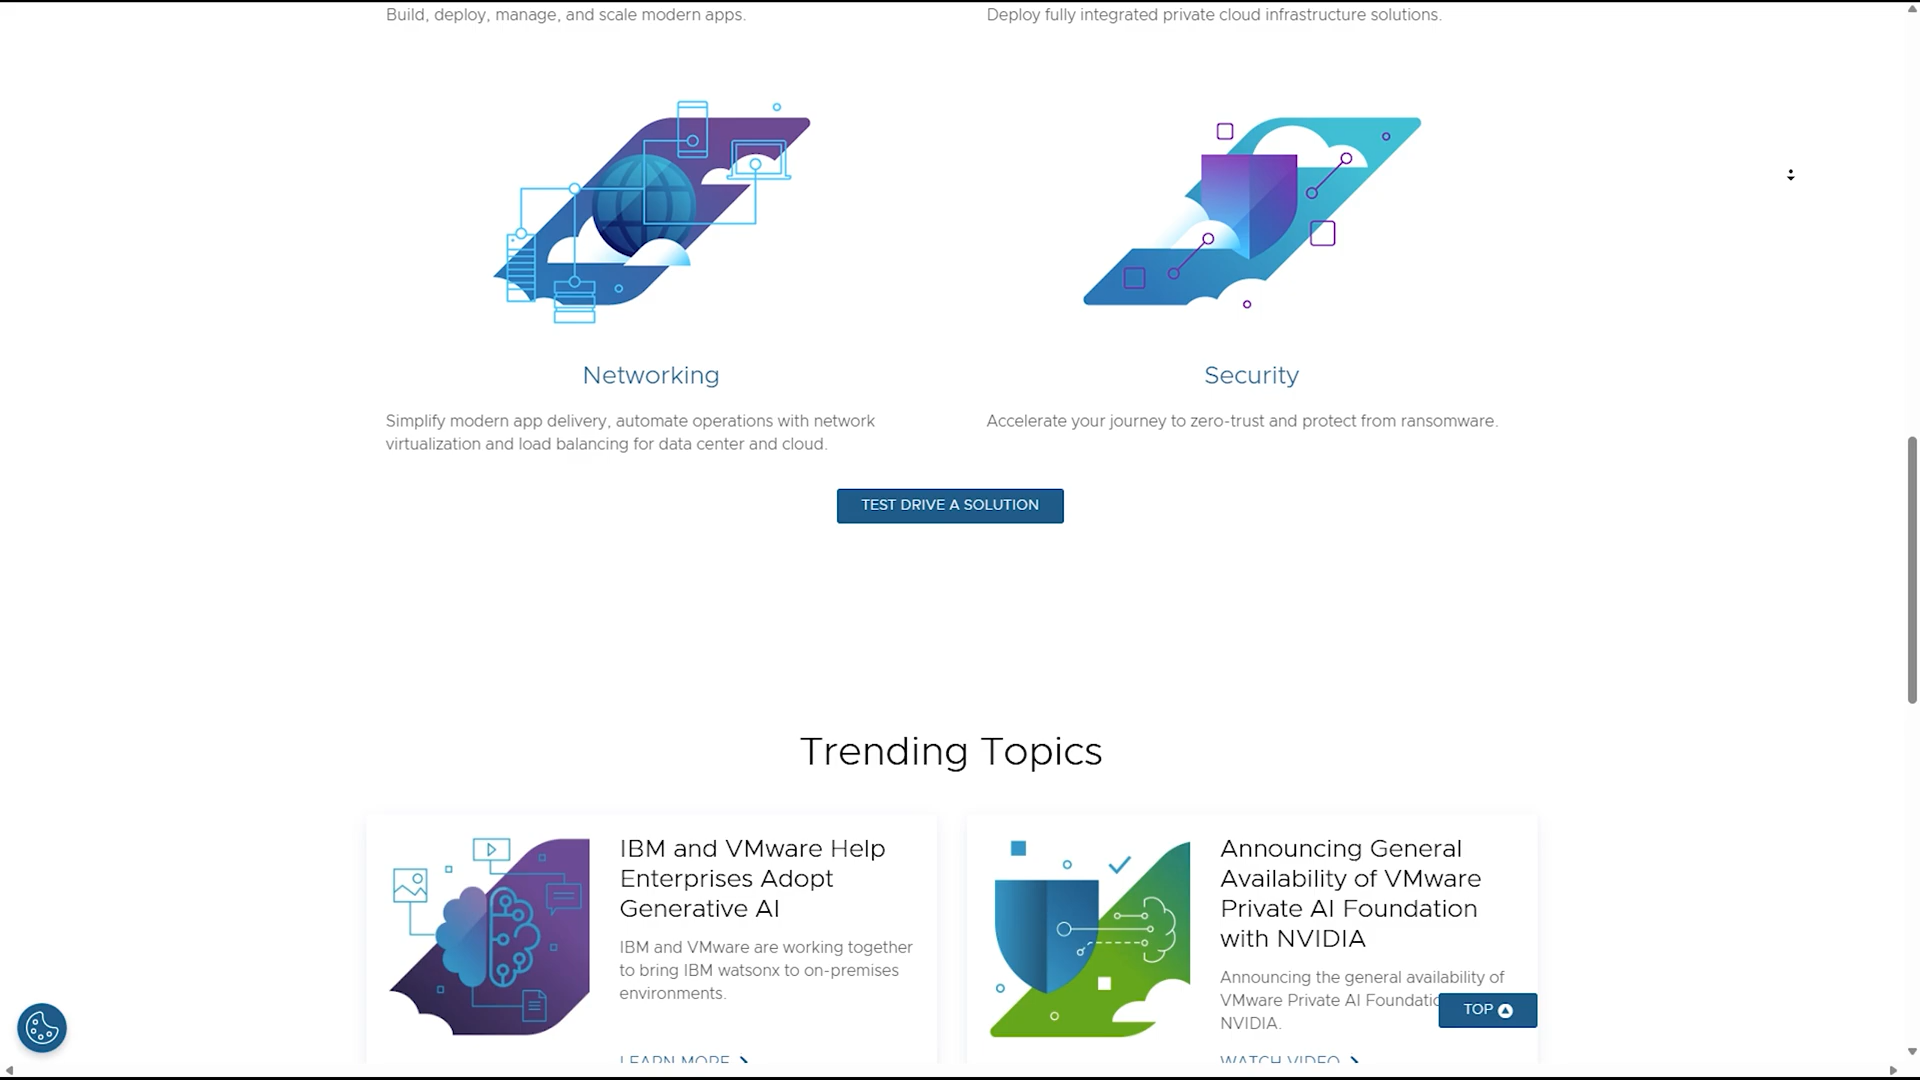 Build, deploy, manage, and scale modern apps.
Deploy fully integrated private cloud infrastructure solutions.
Networking
Simplify modern app delivery, automate operations with network
virtualization and load balancing for data center and cloud.
Security
Accelerate your journey to zero-trust and protect from ransomware.
TEST DRIVE A SOLUTION
Trending Topics
IBM and VMware Help
Enterprises Adopt
Generative AI
IBM and VMware are working together
to bring IBM watsonx to on-premises
environments.
LEARN MORE
Announcing General
Availability of VMware
Private AI Foundation
with NVIDIA
Announcing the general availability of
VMware Private AI
NVIDIA.
WATCH VIDEO
TOP